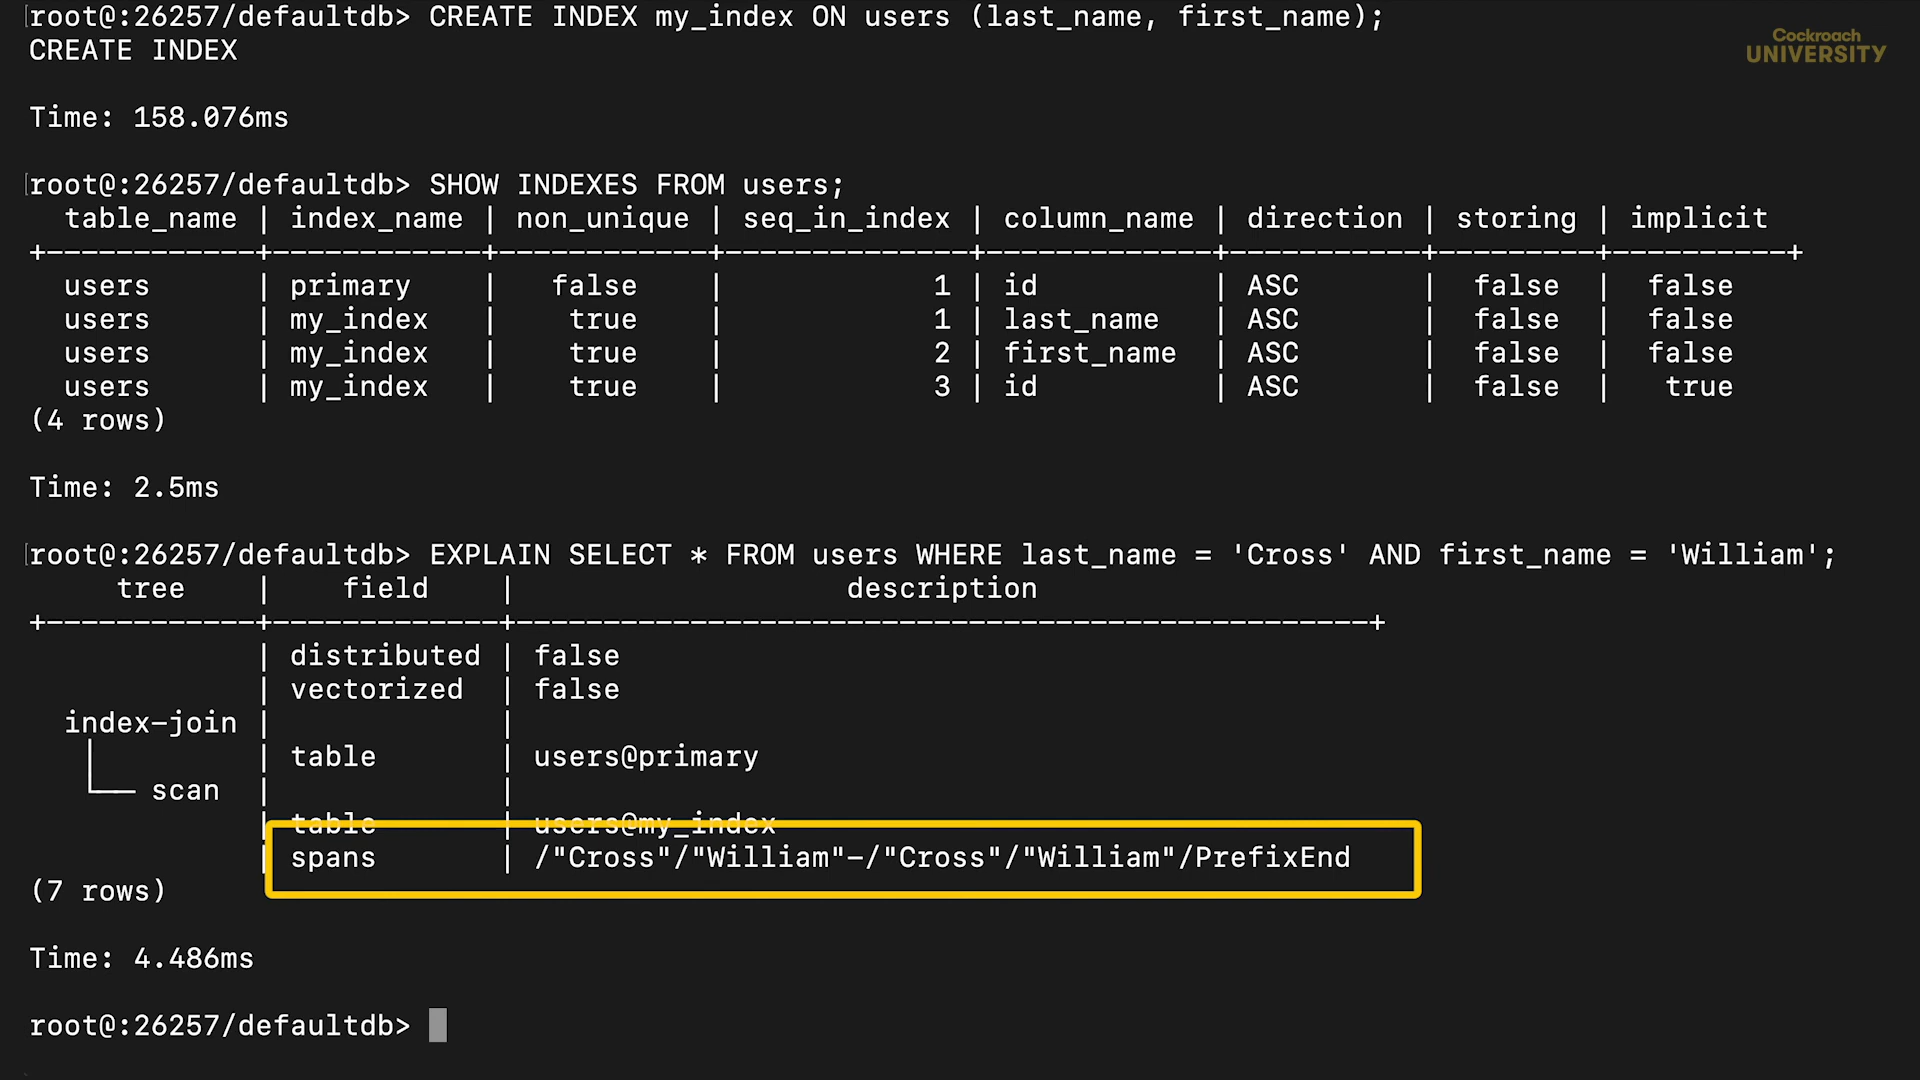 root@:26257/defaultdb> CREATE INDEX my_index ON users (last_name, first_name);
CREATE INDEX
Cockroach
UNIVERSITY
Time: 158.076ms
root@:26257/defaultdb> SHOW INDEXES FROM users;
table_name | index_name | non_unique | seq_in_index | column_name | direction | storing | implicit
+------------+------------+------------+--------------+-------------+-----------+---------+----------+
users | primary | false | 1 | id | ASC | false | false
users | my_index | true | 1 | last_name | ASC | false | false
users | my_index | true | 2 | first_name | ASC | false | false
users | my_index | true | 3 | id | ASC | false | true
(4 rows)
Time: 2.5ms
root@:26257/defaultdb> EXPLAIN SELECT * FROM users WHERE last_name = 'Cross' AND first_name = 'William';
tree | field | description
+------------+-------------+-------------------------------------------------+
| distributed | false
| vectorized | false
index-join | |
│ | table | users@primary
└── scan | |
| table | users@my_index
| spans | /"Cross"/"William"-/"Cross"/"William"/PrefixEnd
(7 rows)
Time: 4.486ms
root@:26257/defaultdb>